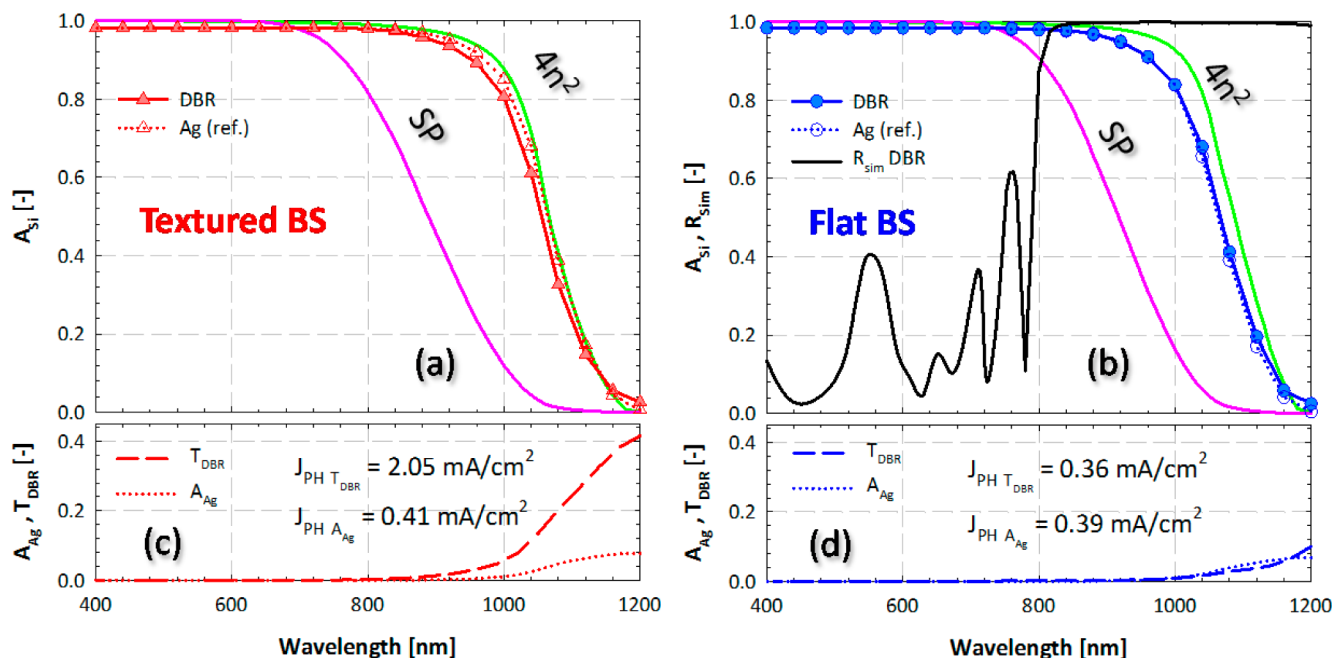 1.0
0.8
0.6
0.4
0.2
0.0
A_Si [-]
DBR
Ag (ref.)
SP
4n²
Textured BS
(a)
0.4
0.2
0.0
A_Ag , T_DBR [-]
T_DBR
A_Ag
J_PH T_DBR = 2.05 mA/cm²
J_PH A_Ag = 0.41 mA/cm²
(c)
400 600 800 1000 1200
Wavelength [nm]
1.0
0.8
0.6
0.4
0.2
0.0
A_Si , R_sim [-]
DBR
Ag (ref.)
R_sim DBR
SP
4n²
Flat BS
(b)
0.4
0.2
0.0
A_Ag , T_DBR [-]
T_DBR
A_Ag
J_PH T_DBR = 0.36 mA/cm²
J_PH A_Ag = 0.39 mA/cm²
(d)
400 600 800 1000 1200
Wavelength [nm]